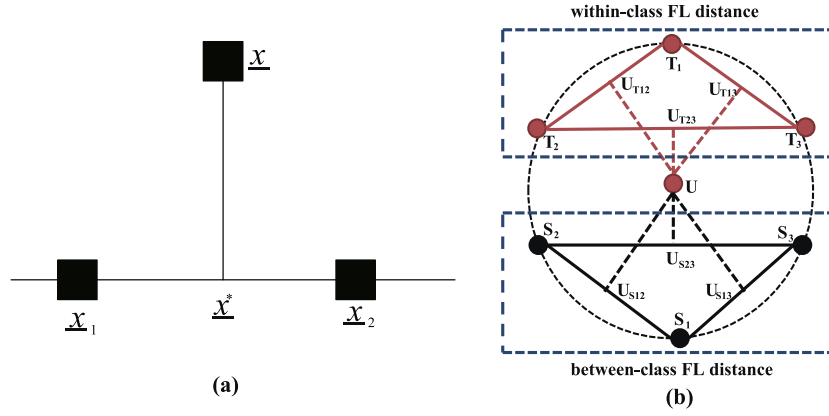 x
x1
x*
x2
(a)
within-class FL distance
T1
UT12
UT13
UT23
T2
T3
U
S2
S3
US23
US12
US13
S1
between-class FL distance
(b)